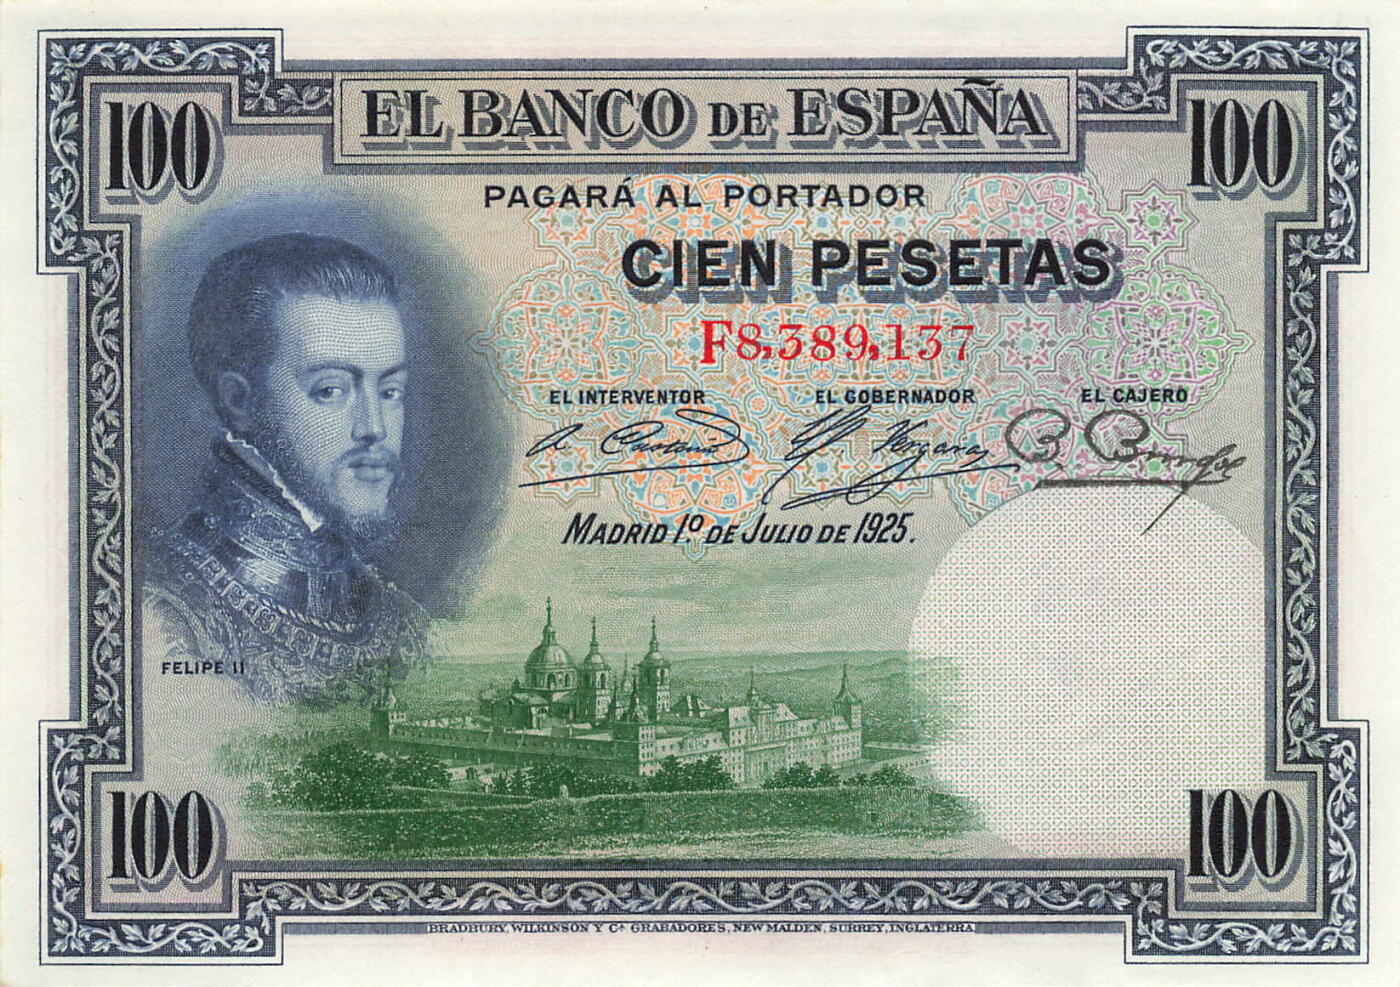 100
EL BANCO DE ESPAÑA
100
PAGARÁ AL PORTADOR
CIEN PESETAS
F8,389,137
EL INTERVENTOR EL GOBERNADOR EL CAJERO
MADRID 1.º DE JULIO DE 1925.
FELIPE II
100
100
BRADBURY, WILKINSON Y Cª GRABADORES, NEW MALDEN, SURREY, INGLATERRA